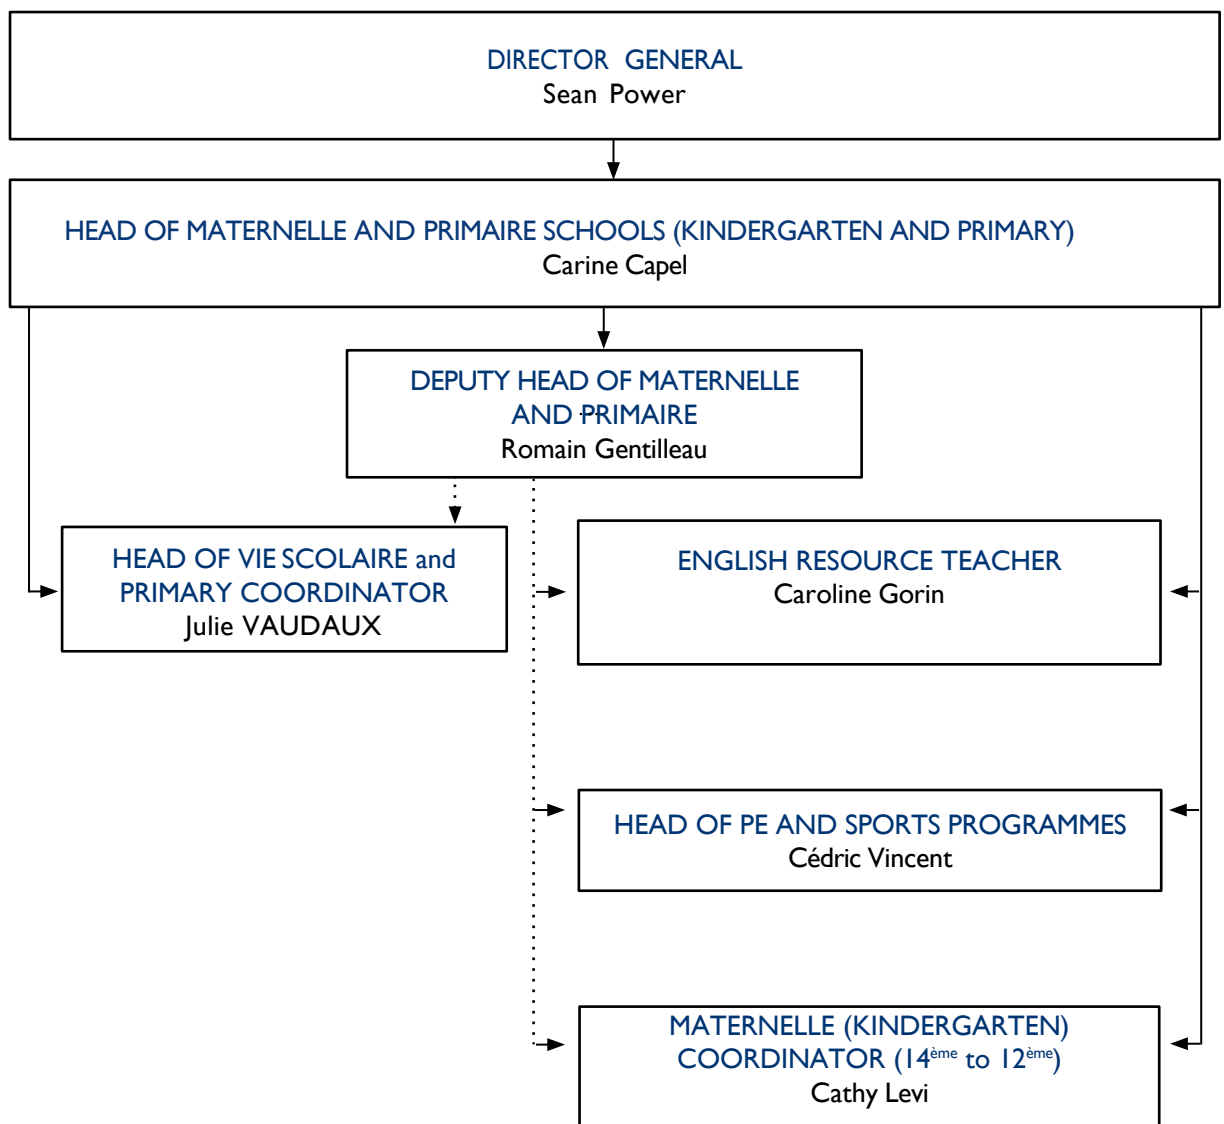 DIRECTOR GENERAL
Sean Power
HEAD OF MATERNELLE AND PRIMAIRE SCHOOLS (KINDERGARTEN AND PRIMARY)
Carine Capel
DEPUTY HEAD OF MATERNELLE
AND PRIMAIRE
Romain Gentilleau
HEAD OF VIE SCOLAIRE and
PRIMARY COORDINATOR
Julie VAUDAUX
ENGLISH RESOURCE TEACHER
Caroline Gorin
HEAD OF PE AND SPORTS PROGRAMMES
Cédric Vincent
MATERNELLE (KINDERGARTEN)
COORDINATOR (14ème to 12ème)
Cathy Levi